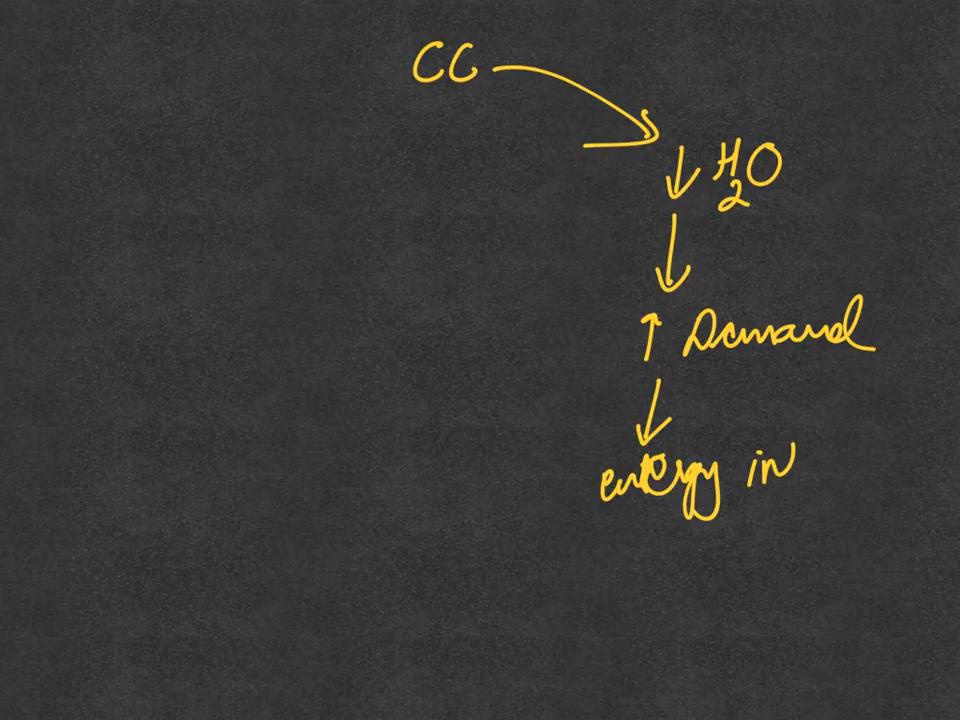 CC
↓ H2O
↑ Demand
energy in